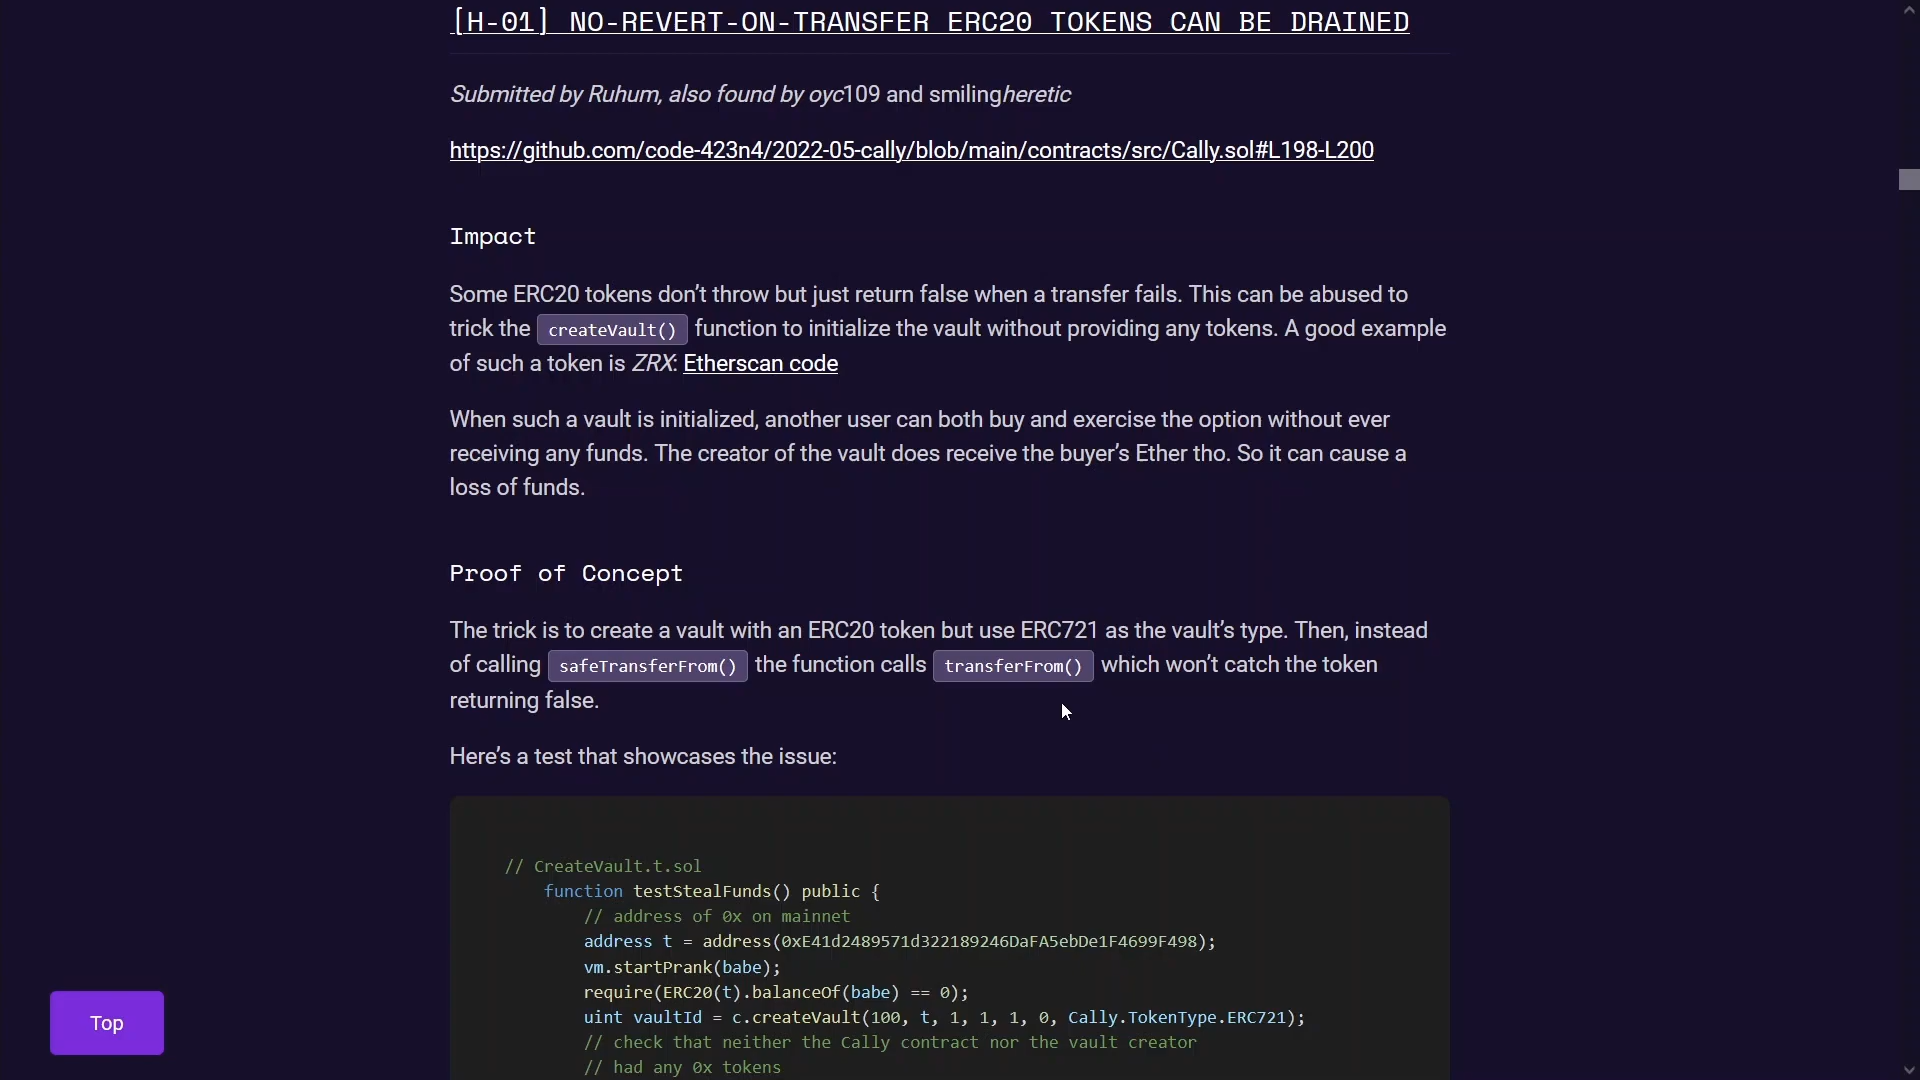 [H-01] NO-REVERT-ON-TRANSFER ERC20 TOKENS CAN BE DRAINED
Submitted by Ruhum, also found by oyc109 and smilingheretic
https://github.com/code-423n4/2022-05-cally/blob/main/contracts/src/Cally.sol#L198-L200
Impact
Some ERC20 tokens don’t throw but just return false when a transfer fails. This can be abused to
trick the createVault() function to initialize the vault without providing any tokens. A good example
of such a token is ZRX: Etherscan code
When such a vault is initialized, another user can both buy and exercise the option without ever
receiving any funds. The creator of the vault does receive the buyer’s Ether tho. So it can cause a
loss of funds.
Proof of Concept
The trick is to create a vault with an ERC20 token but use ERC721 as the vault’s type. Then, instead
of calling safeTransferFrom() the function calls transferFrom() which won’t catch the token
returning false.
Here’s a test that showcases the issue:
// CreateVault.t.sol
function testStealFunds() public {
// address of 0x on mainnet
address t = address(0xE41d2489571d322189246DaFA5ebDe1F4699F498);
vm.startPrank(babe);
require(ERC20(t).balanceOf(babe) == 0);
uint vaultId = c.createVault(100, t, 1, 1, 1, 0, Cally.TokenType.ERC721);
// check that neither the Cally contract nor the vault creator
// had any 0x tokens
Top